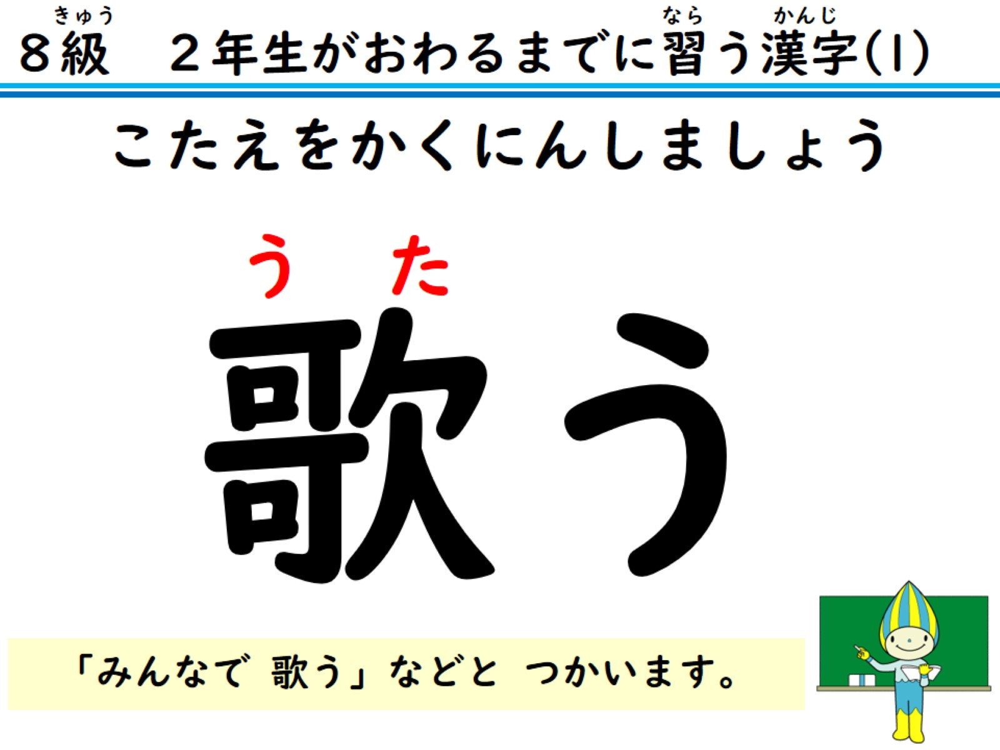 きゅう なら かんじ
８級　２年生がおわるまでに習う漢字(1)
こたえをかくにんしましょう
うた
歌う
「みんなで 歌う」などと つかいます。